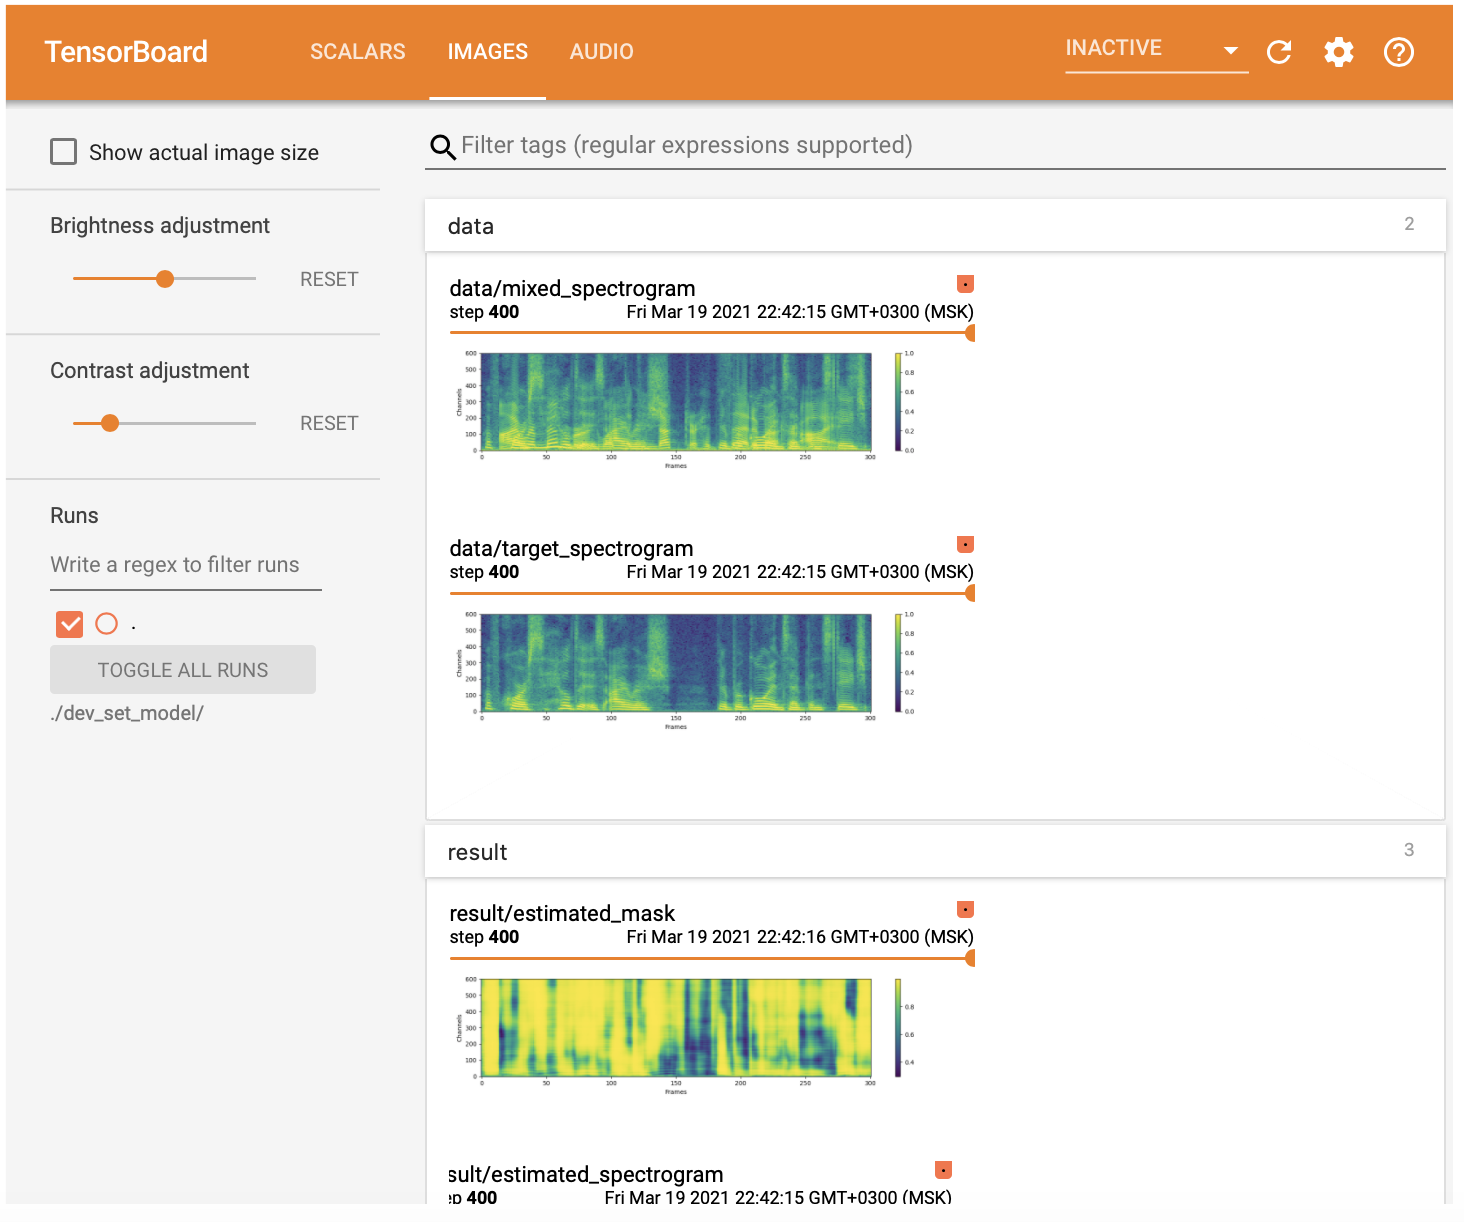 TensorBoard SCALARS IMAGES AUDIO INACTIVE
Show actual image size
Brightness adjustment
RESET
Contrast adjustment
RESET
Runs
Write a regex to filter runs
.
TOGGLE ALL RUNS
./dev_set_model/
Filter tags (regular expressions supported)
data 2
data/mixed_spectrogram
step 400 Fri Mar 19 2021 22:42:15 GMT+0300 (MSK)
600
500
400
300
200
100
0
Channels
0 50 100 150 200 250 300
Frames
1.0
0.8
0.6
0.4
0.2
0.0
data/target_spectrogram
step 400 Fri Mar 19 2021 22:42:15 GMT+0300 (MSK)
600
500
400
300
200
100
0
Channels
0 50 100 150 200 250 300
Frames
1.0
0.8
0.6
0.4
0.2
0.0
result 3
result/estimated_mask
step 400 Fri Mar 19 2021 22:42:16 GMT+0300 (MSK)
600
500
400
300
200
100
0
Channels
0 50 100 150 200 250 300
Frames
0.8
0.6
0.4
sult/estimated_spectrogram
ep 400 Fri Mar 19 2021 22:42:15 GMT+0300 (MSK)